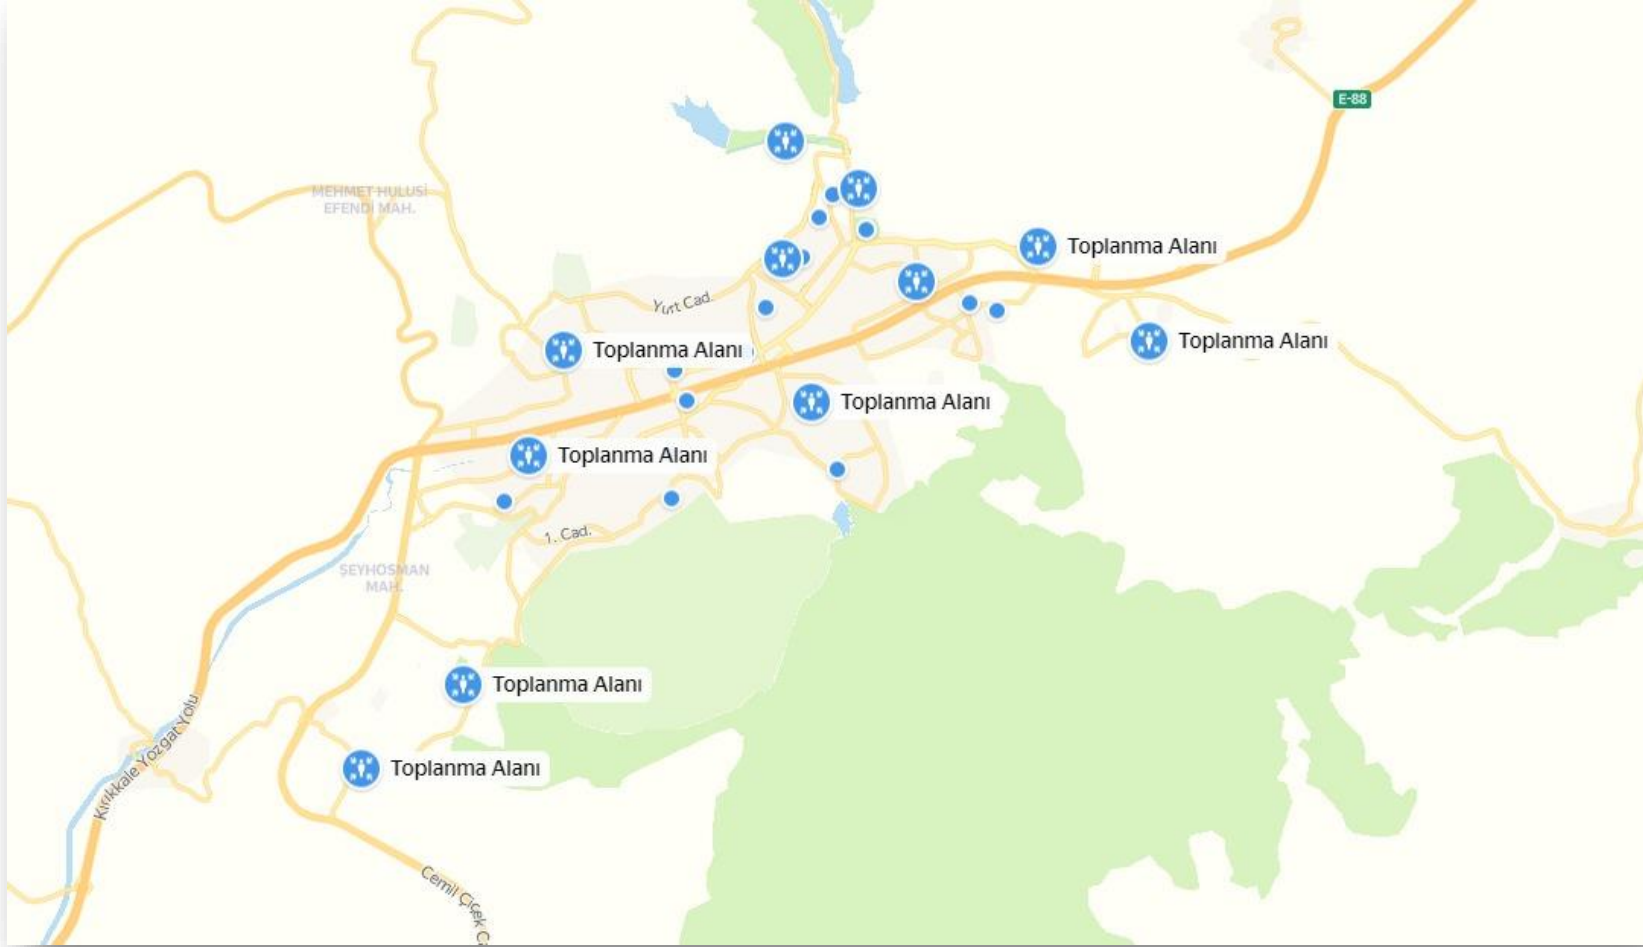 E-88
MEHMET HULUSİ
EFENDİ MAH.
Toplanma Alanı
Yurt Cad.
Toplanma Alanı
Toplanma Alanı
Toplanma Alanı
Toplanma Alanı
1. Cad.
ŞEYHOSMAN
MAH.
Toplanma Alanı
Kırıkkale Yozgat Yolu
Toplanma Alanı
Cemil Çiçek Ca